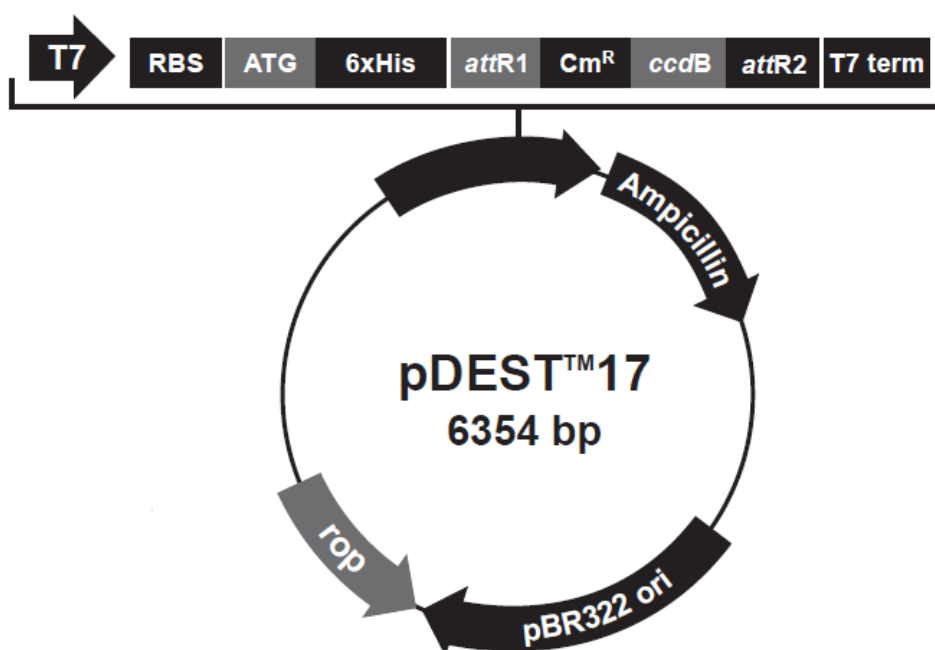 T7 RBS ATG 6xHis attR1 Cmᴿ ccdB attR2 T7 term
Ampicillin
pDEST™17
6354 bp
rop
pBR322 ori